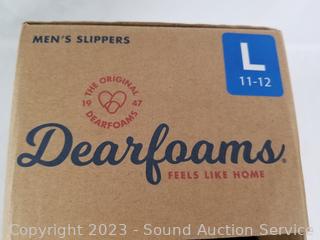 MEN'S SLIPPERS
L
11-12
THE ORIGINAL
19 47
DEARFOAMS
Dearfoams®
FEELS LIKE HOME
Copyright 2023 - Sound Auction Service